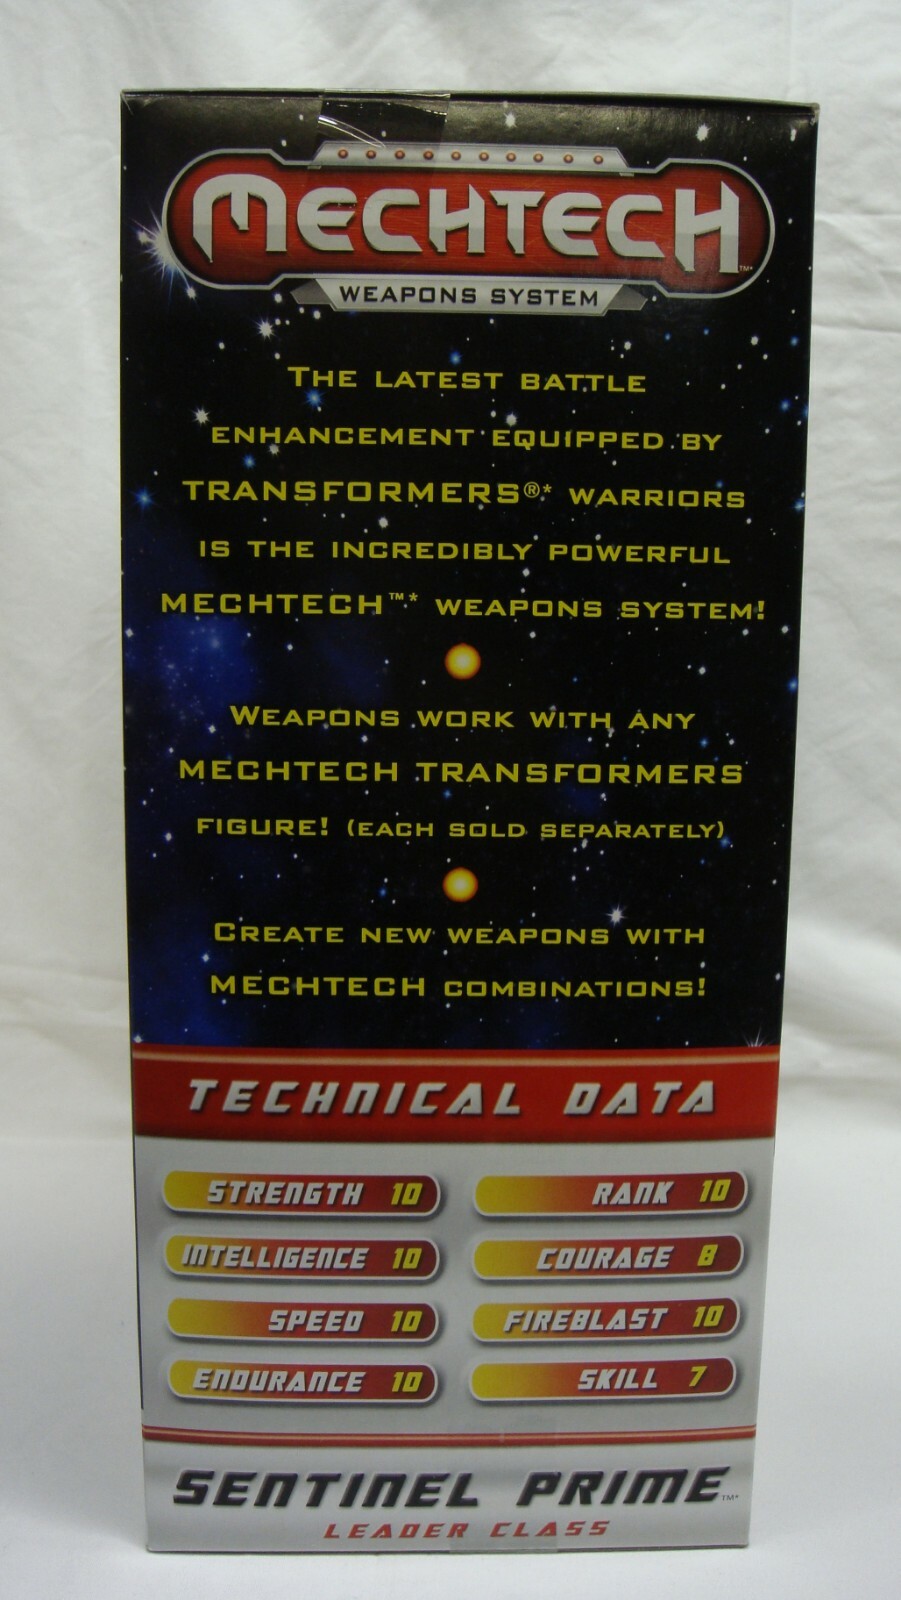 MECHTECH™*
WEAPONS SYSTEM
THE LATEST BATTLE
ENHANCEMENT EQUIPPED BY
TRANSFORMERS®* WARRIORS
IS THE INCREDIBLY POWERFUL
MECHTECH™* WEAPONS SYSTEM!
WEAPONS WORK WITH ANY
MECHTECH TRANSFORMERS
FIGURE! (EACH SOLD SEPARATELY)
CREATE NEW WEAPONS WITH
MECHTECH COMBINATIONS!
TECHNICAL DATA
STRENGTH 10 RANK 10
INTELLIGENCE 10 COURAGE 8
SPEED 10 FIREBLAST 10
ENDURANCE 10 SKILL 7
SENTINEL PRIME™*
LEADER CLASS